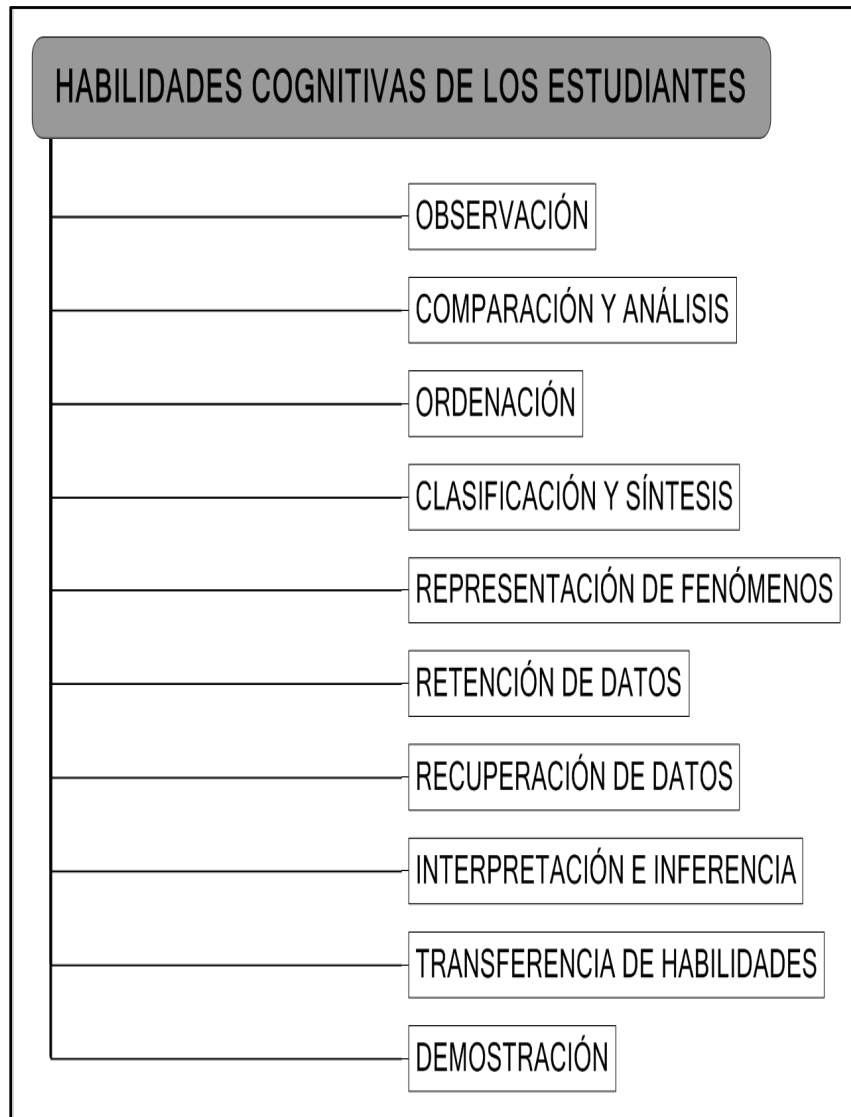 HABILIDADES COGNITIVAS DE LOS ESTUDIANTES
OBSERVACIÓN
COMPARACIÓN Y ANÁLISIS
ORDENACIÓN
CLASIFICACIÓN Y SÍNTESIS
REPRESENTACIÓN DE FENÓMENOS
RETENCIÓN DE DATOS
RECUPERACIÓN DE DATOS
INTERPRETACIÓN E INFERENCIA
TRANSFERENCIA DE HABILIDADES
DEMOSTRACIÓN